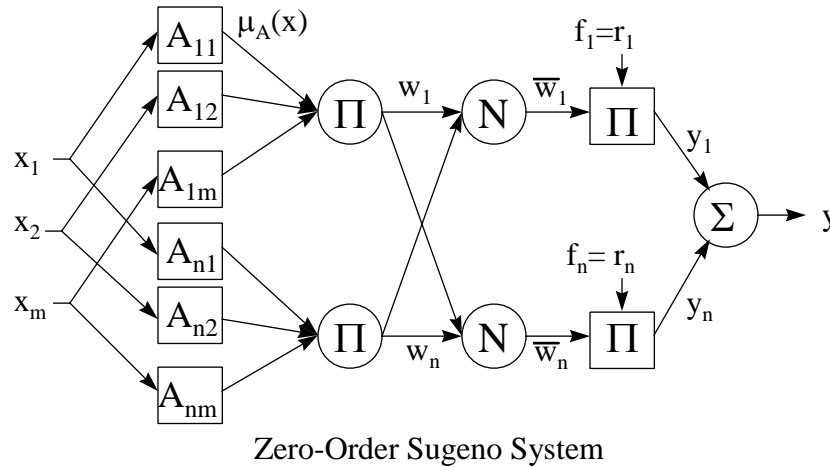 A₁₁ μ_A(x)
f₁=r₁
A₁₂
Π w₁ N w̅₁ Π
y₁
x₁
A₁ₘ
x₂
Aₙ₁
Σ y
fₙ= rₙ
xₘ
Aₙ₂
Π wₙ N w̅ₙ Π
yₙ
Aₙₘ
Zero-Order Sugeno System